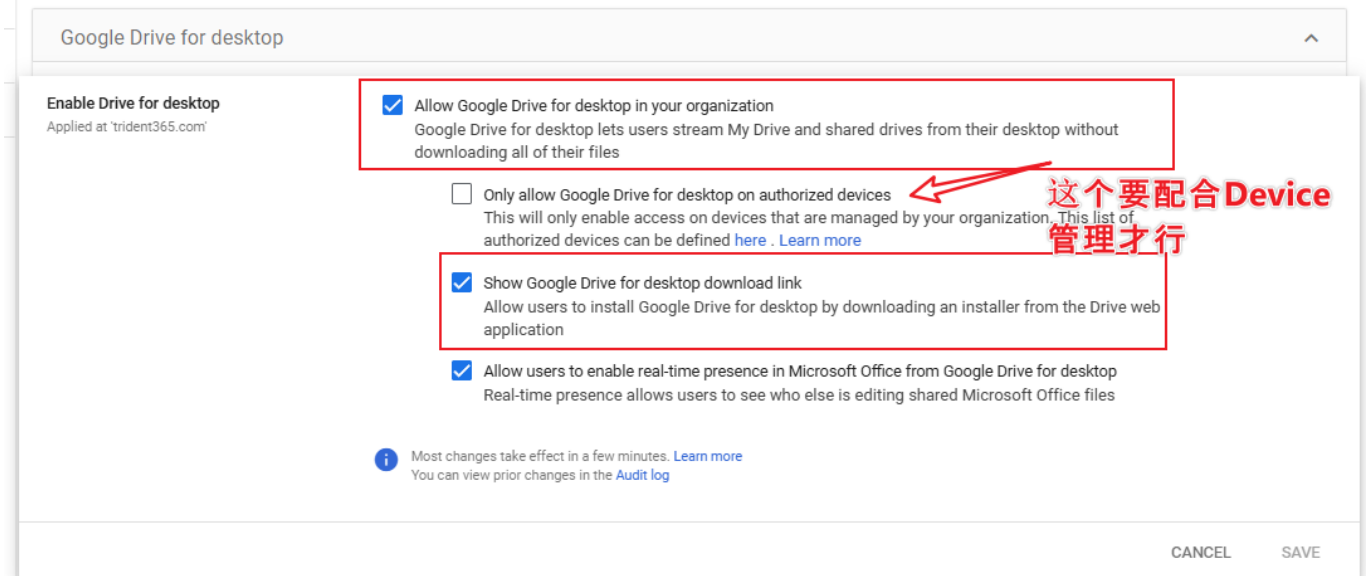 Google Drive for desktop
Enable Drive for desktop
Applied at 'trident365.com'
Allow Google Drive for desktop in your organization
Google Drive for desktop lets users stream My Drive and shared drives from their desktop without
downloading all of their files
Only allow Google Drive for desktop on authorized devices
This will only enable access on devices that are managed by your organization. This list of
authorized devices can be defined here . Learn more
这个要配合Device
管理才行
Show Google Drive for desktop download link
Allow users to install Google Drive for desktop by downloading an installer from the Drive web
application
Allow users to enable real-time presence in Microsoft Office from Google Drive for desktop
Real-time presence allows users to see who else is editing shared Microsoft Office files
Most changes take effect in a few minutes. Learn more
You can view prior changes in the Audit log
CANCEL
SAVE